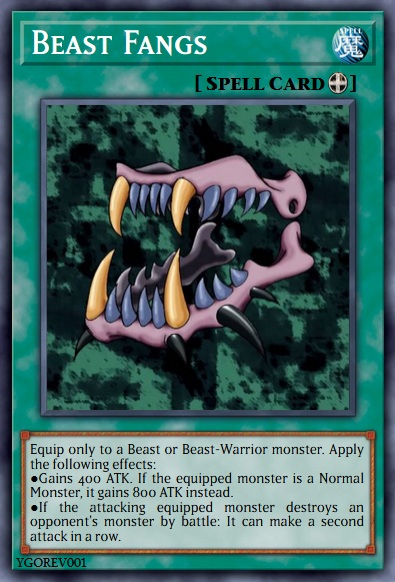 Beast Fangs
SPELL
魔
[ Spell Card ]
Equip only to a Beast or Beast-Warrior monster. Apply
the following effects:
●Gains 400 ATK. If the equipped monster is a Normal
Monster, it gains 800 ATK instead.
●If the attacking equipped monster destroys an
opponent's monster by battle: It can make a second
attack in a row.
YGOREV001